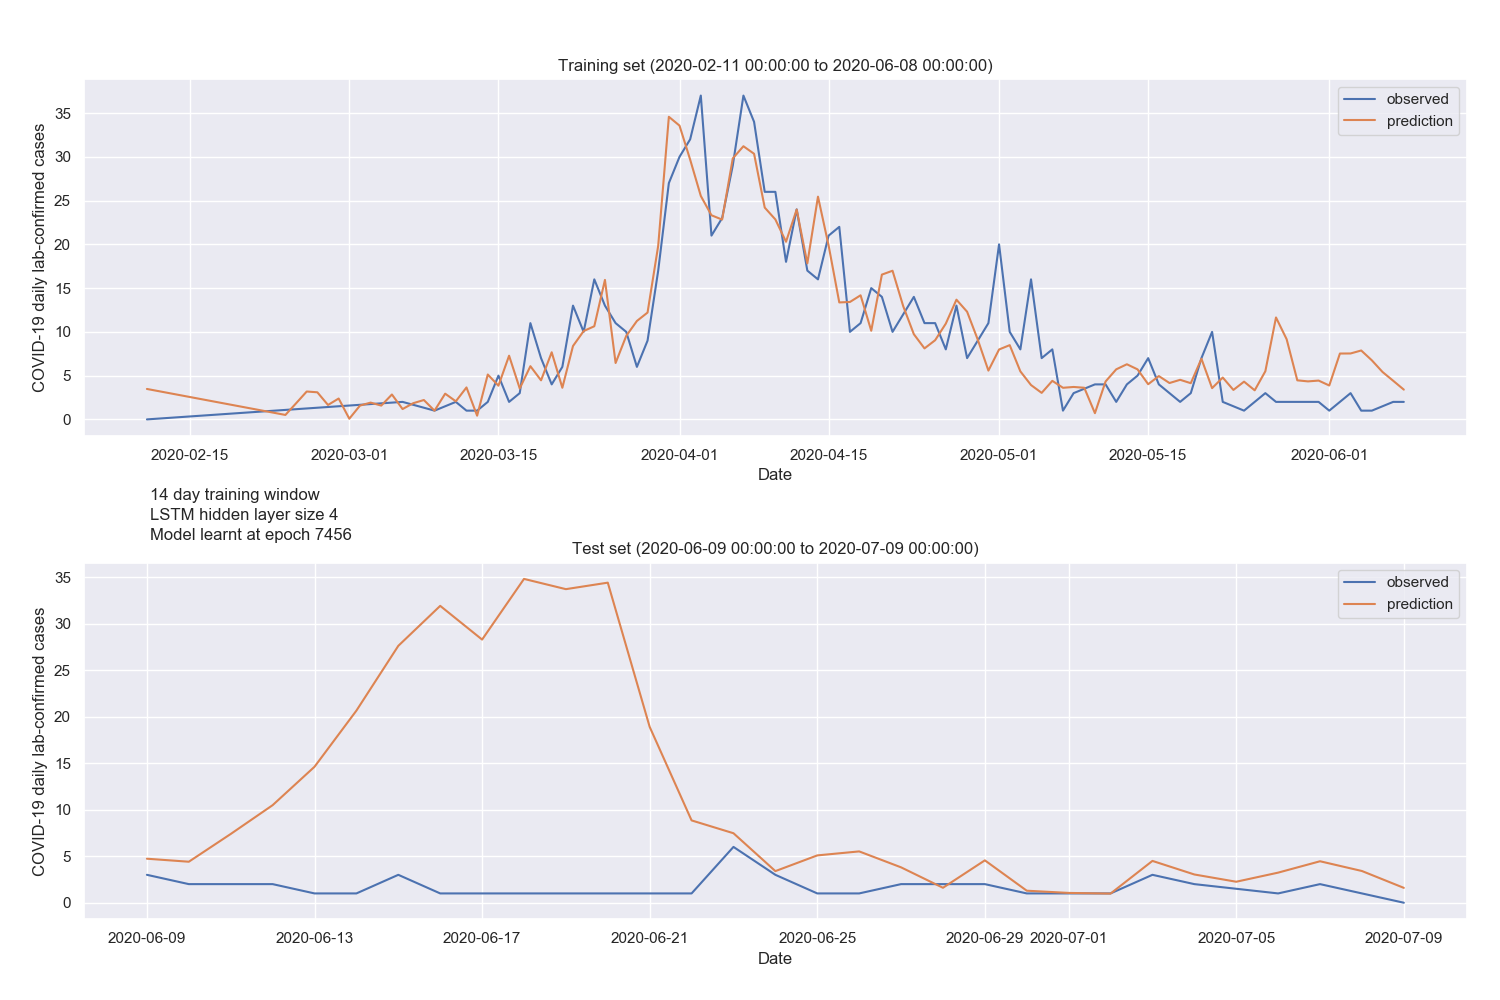 Training set (2020-02-11 00:00:00 to 2020-06-08 00:00:00)
COVID-19 daily lab-confirmed cases
35
30
25
20
15
10
5
0
observed
prediction
2020-02-15 2020-03-01 2020-03-15 2020-04-01 2020-04-15 2020-05-01 2020-05-15 2020-06-01
Date
14 day training window
LSTM hidden layer size 4
Model learnt at epoch 7456
Test set (2020-06-09 00:00:00 to 2020-07-09 00:00:00)
COVID-19 daily lab-confirmed cases
35
30
25
20
15
10
5
0
observed
prediction
2020-06-09 2020-06-13 2020-06-17 2020-06-21 2020-06-25 2020-06-29 2020-07-01 2020-07-05 2020-07-09
Date